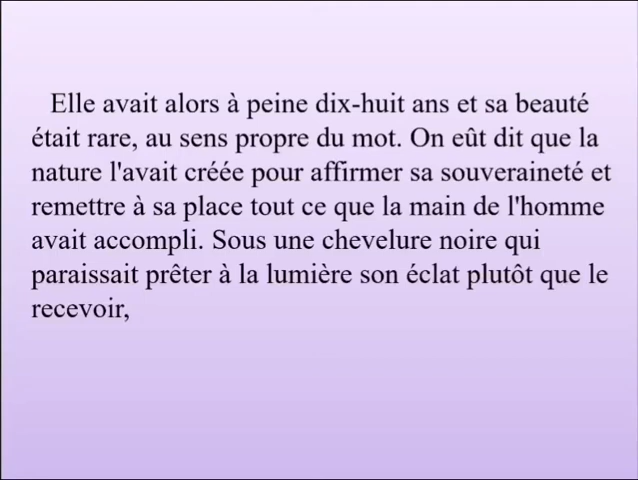 Elle avait alors à peine dix-huit ans et sa beauté
était rare, au sens propre du mot. On eût dit que la
nature l'avait créée pour affirmer sa souveraineté et
remettre à sa place tout ce que la main de l'homme
avait accompli. Sous une chevelure noire qui
paraissait prêter à la lumière son éclat plutôt que le
recevoir,